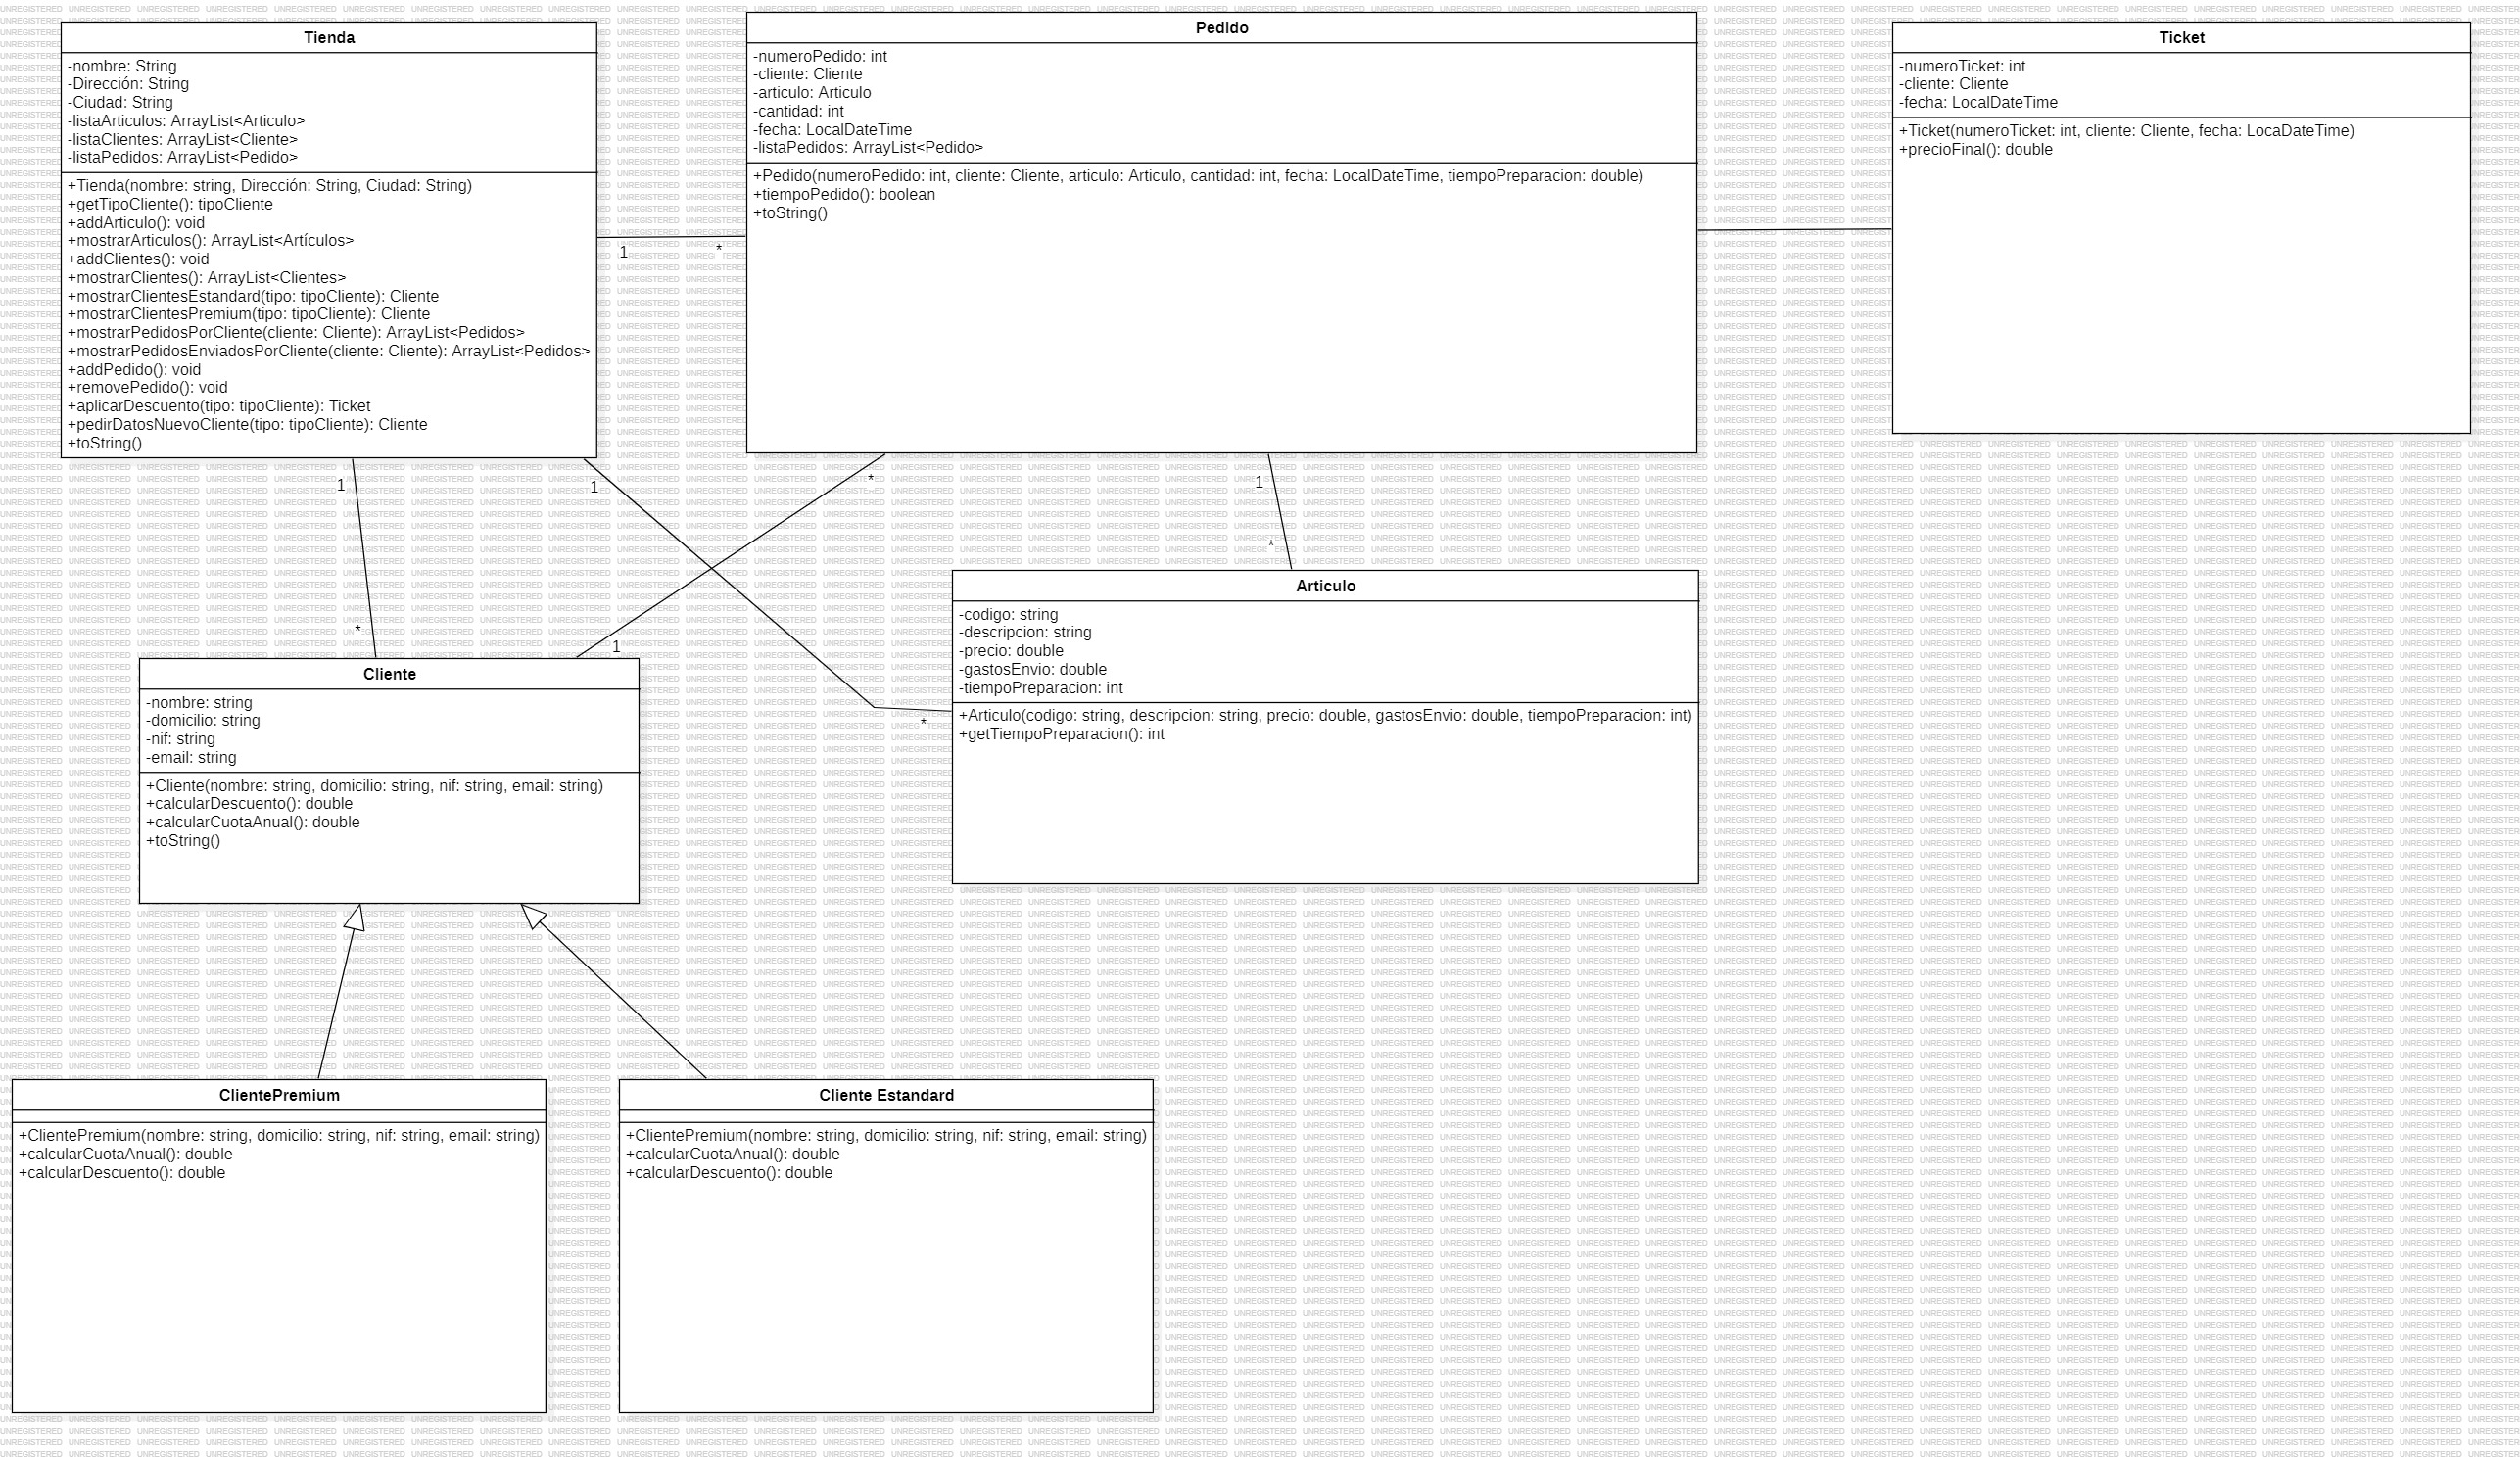 Tienda
-nombre: String
-Dirección: String
-Ciudad: String
-listaArticulos: ArrayList<Articulo>
-listaClientes: ArrayList<Cliente>
-listaPedidos: ArrayList<Pedido>
+Tienda(nombre: string, Dirección: String, Ciudad: String)
+getTipoCliente(): tipoCliente
+addArticulo(): void
+mostrarArticulos(): ArrayList<Artículos>
+addClientes(): void
+mostrarClientes(): ArrayList<Clientes>
+mostrarClientesEstandard(tipo: tipoCliente): Cliente
+mostrarClientesPremium(tipo: tipoCliente): Cliente
+mostrarPedidosPorCliente(cliente: Cliente): ArrayList<Pedidos>
+mostrarPedidosEnviadosPorCliente(cliente: Cliente): ArrayList<Pedidos>
+addPedido(): void
+removePedido(): void
+aplicarDescuento(tipo: tipoCliente): Ticket
+pedirDatosNuevoCliente(tipo: tipoCliente): Cliente
+toString()
1
*
Pedido
-numeroPedido: int
-cliente: Cliente
-articulo: Articulo
-cantidad: int
-fecha: LocalDateTime
-listaPedidos: ArrayList<Pedido>
+Pedido(numeroPedido: int, cliente: Cliente, articulo: Articulo, cantidad: int, fecha: LocalDateTime, tiempoPreparacion: double)
+tiempoPedido(): boolean
+toString()
Ticket
-numeroTicket: int
-cliente: Cliente
-fecha: LocalDateTime
+Ticket(numeroTicket: int, cliente: Cliente, fecha: LocaDateTime)
+precioFinal(): double
1
1
*
1
*
*
1
*
Articulo
-codigo: string
-descripcion: string
-precio: double
-gastosEnvio: double
-tiempoPreparacion: int
+Articulo(codigo: string, descripcion: string, precio: double, gastosEnvio: double, tiempoPreparacion: int)
+getTiempoPreparacion(): int
Cliente
-nombre: string
-domicilio: string
-nif: string
-email: string
+Cliente(nombre: string, domicilio: string, nif: string, email: string)
+calcularDescuento(): double
+calcularCuotaAnual(): double
+toString()
ClientePremium
+ClientePremium(nombre: string, domicilio: string, nif: string, email: string)
+calcularCuotaAnual(): double
+calcularDescuento(): double
Cliente Estandard
+ClientePremium(nombre: string, domicilio: string, nif: string, email: string)
+calcularCuotaAnual(): double
+calcularDescuento(): double
UNREGISTERED